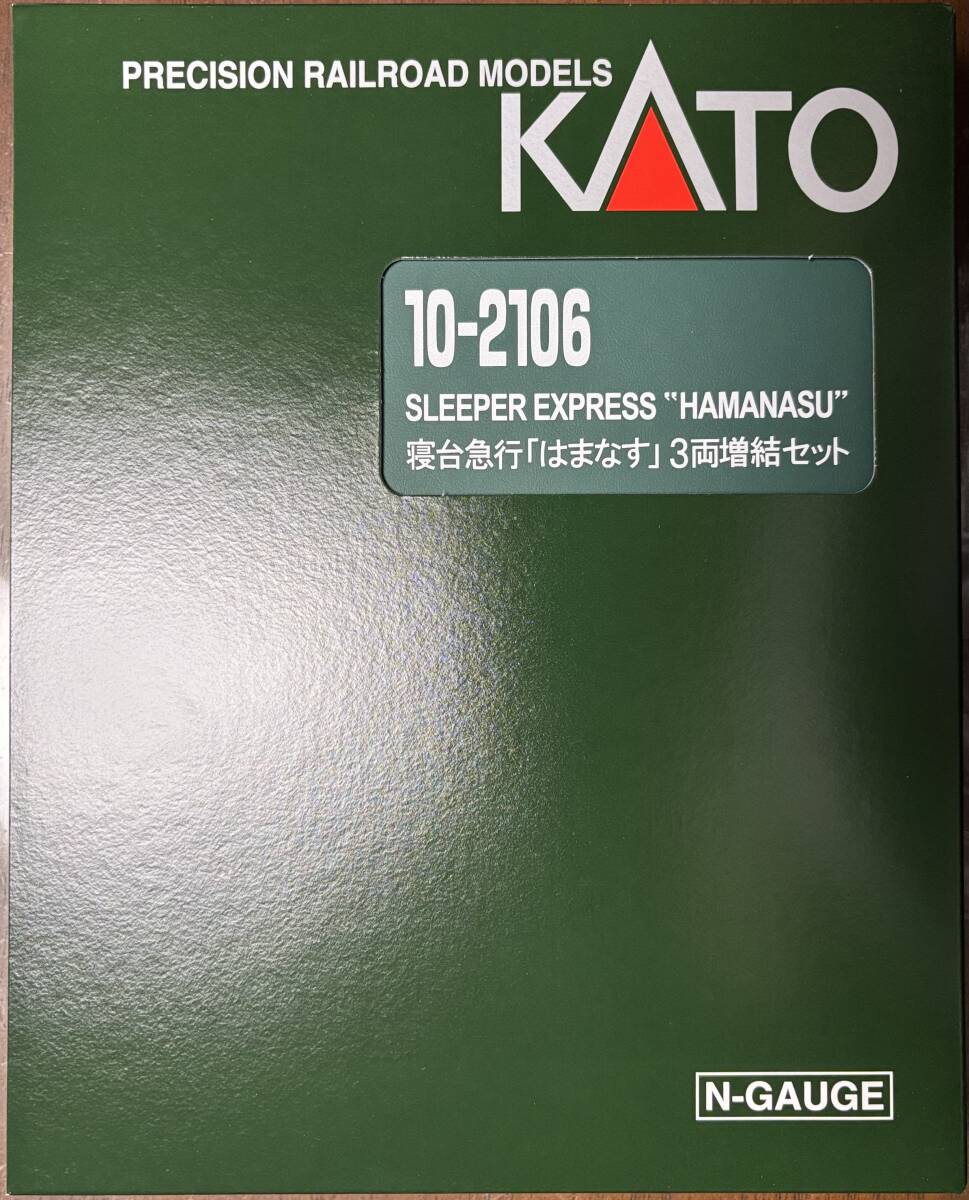 PRECISION RAILROAD MODELS
KATO
10-2106
SLEEPER EXPRESS “HAMANASU”
寝台急行「はまなす」3両増結セット
N-GAUGE